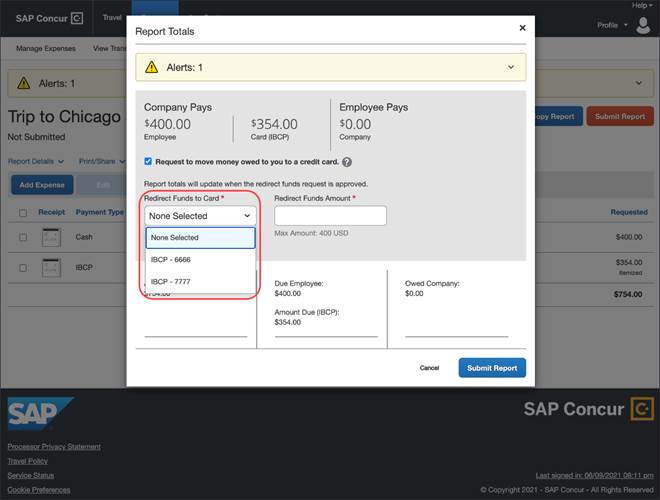 SAP Concur
Travel
Help
Profile
Manage Expenses
View Tran
Alerts: 1
Trip to Chicago
Not Submitted
opy Report
Submit Report
Report Details
Print/Share
Add Expense
Edit
Receipt
Payment Type
Requested
Cash
$400.00
IBCP
$354.00
Itemized
$754.00
Report Totals
×
Alerts: 1
Company Pays
Employee Pays
$400.00
$354.00
$0.00
Employee
Card (IBCP)
Company
Request to move money owed to you to a credit card. ?
Report totals will update when the redirect funds request is approved.
Redirect Funds to Card *
Redirect Funds Amount *
None Selected
Max Amount: 400 USD
None Selected
IBCP - 6666
IBCP - 7777
$754.00
Due Employee:
$400.00
Amount Due (IBCP):
$354.00
Owed Company:
$0.00
Cancel
Submit Report
SAP
SAP Concur
Processor Privacy Statement
Travel Policy
Service Status
Cookie Preferences
Last signed in: 06/09/2021 08:11 pm
© Copyright 2021 - SAP Concur - All Rights Reserved